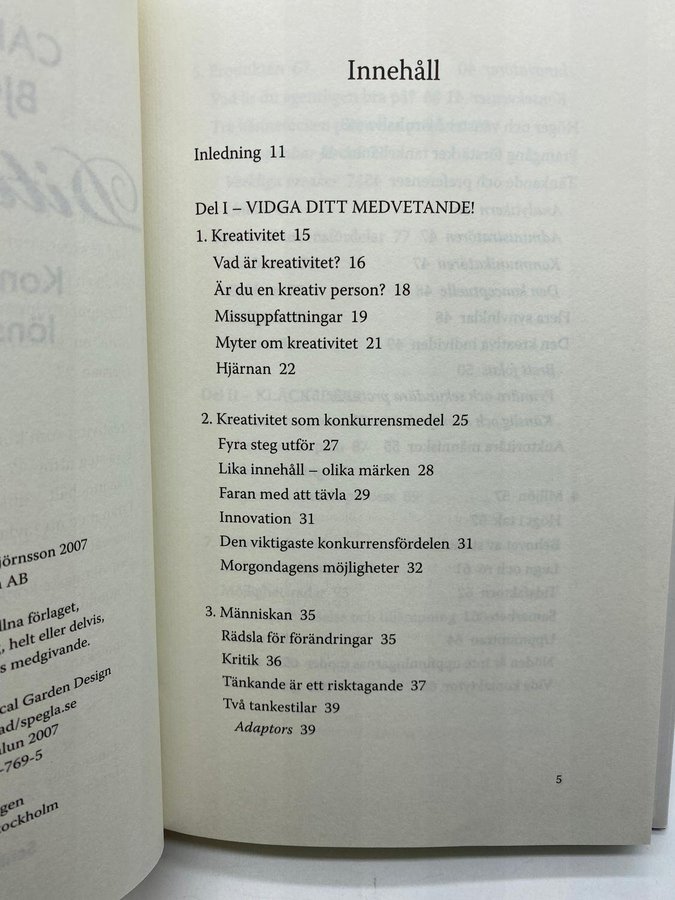 jörnsson 2007
AB
llna förlaget,
helt eller delvis,
s medgivande.
cal Garden Design
ad/spegla.se
alun 2007
-769-5
gen
tockholm
Innehåll
Inledning 11
Del I – VIDGA DITT MEDVETANDE!
1. Kreativitet 15
Vad är kreativitet? 16
Är du en kreativ person? 18
Missuppfattningar 19
Myter om kreativitet 21
Hjärnan 22
2. Kreativitet som konkurrensmedel 25
Fyra steg utför 27
Lika innehåll – olika märken 28
Faran med att tävla 29
Innovation 31
Den viktigaste konkurrensfördelen 31
Morgondagens möjligheter 32
3. Människan 35
Rädsla för förändringar 35
Kritik 36
Tänkande är ett risktagande 37
Två tankestilar 39
Adaptors 39
5